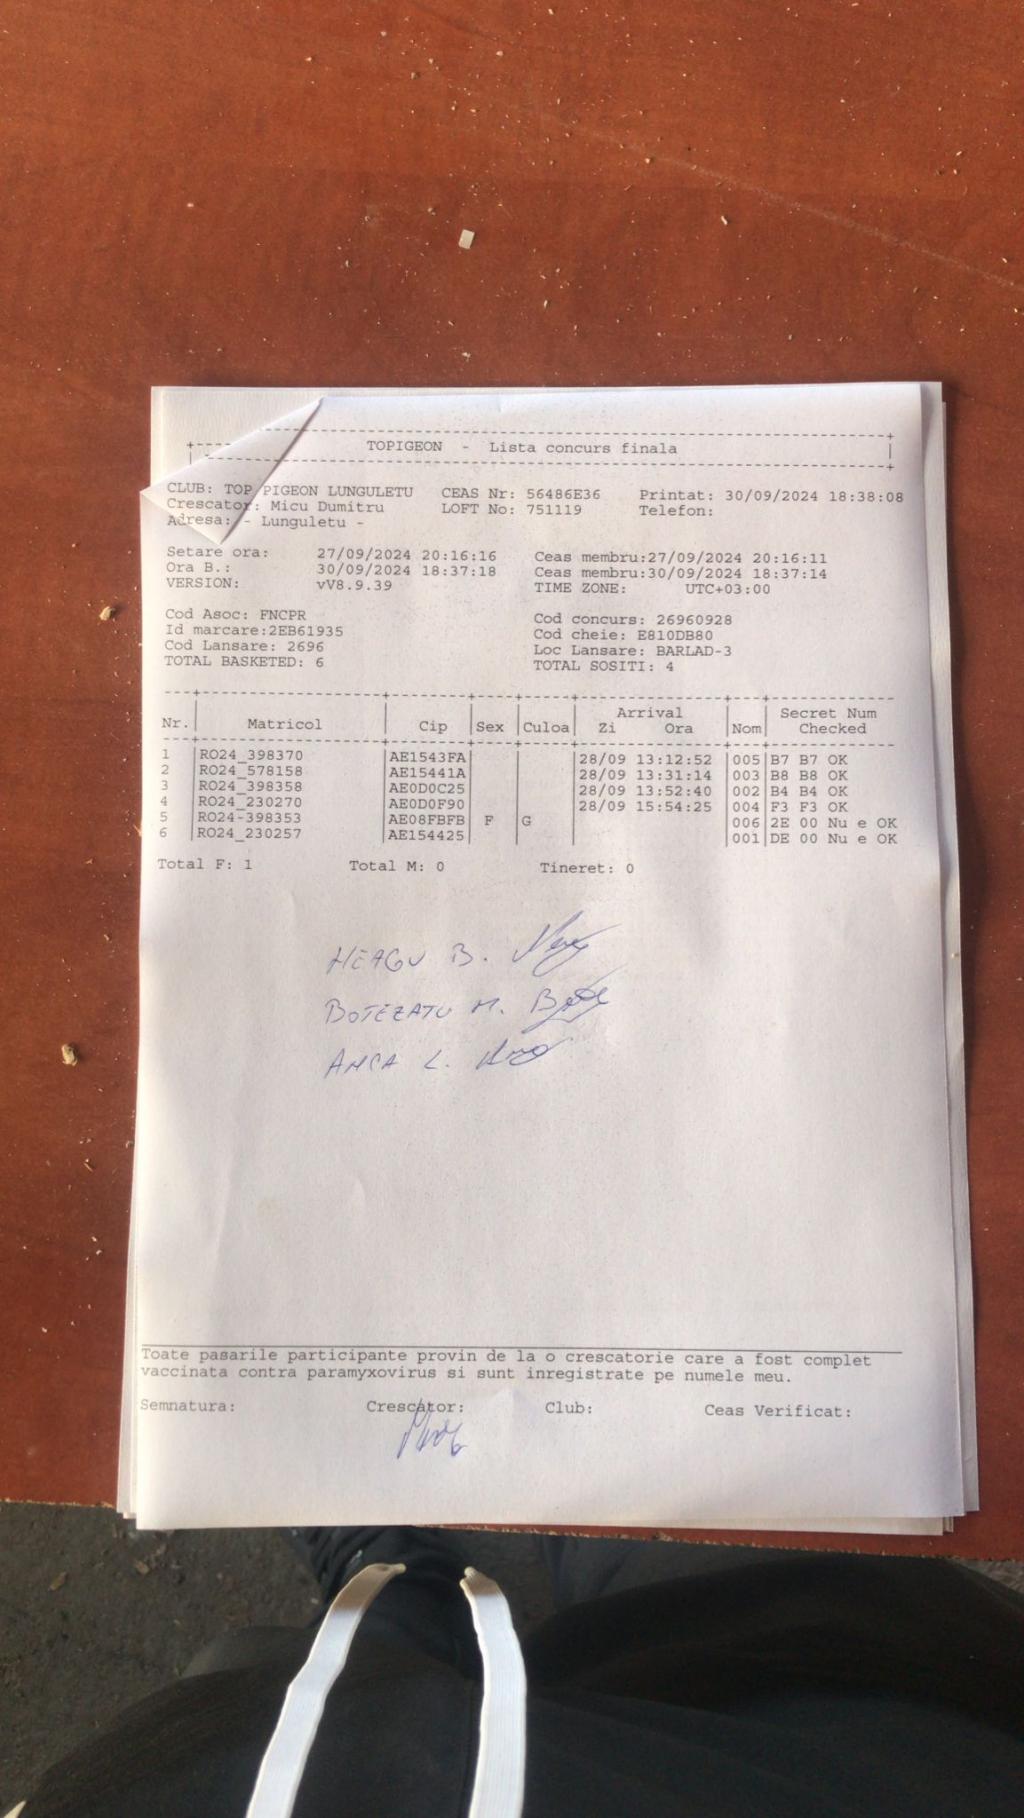 TOPIGEON - Lista concurs finala
CLUB: TOP PIGEON LUNGULETU CEAS Nr: 56486E36 Printat: 30/09/2024 18:38:08
Crescator: Micu Dumitru LOFT No: 751119 Telefon:
Adresa: - Lunguletu -
Setare ora: 27/09/2024 20:16:16 Ceas membru:27/09/2024 20:16:11
Ora B.: 30/09/2024 18:37:18 Ceas membru:30/09/2024 18:37:14
VERSION: vV8.9.39 TIME ZONE: UTC+03:00
Cod Asoc: FNCPR Cod concurs: 26960928
Id marcare:2EB61935 Cod cheie: E810DB80
Cod Lansare: 2696 Loc Lansare: BARLAD-3
TOTAL BASKETED: 6 TOTAL SOSITI: 4
Arrival Secret Num
Nr. Matricol Cip Sex Culoa Zi Ora Nom Checked
1 RO24_398370 AE1543FA 28/09 13:12:52 005 B7 B7 OK
2 RO24_578158 AE15441A 28/09 13:31:14 003 B8 B8 OK
3 RO24_398358 AE0D0C25 28/09 13:52:40 002 B4 B4 OK
4 RO24_230270 AE0D0F90 28/09 15:54:25 004 F3 F3 OK
5 RO24-398353 AE08FBFB F G 006 2E 00 Nu e OK
6 RO24_230257 AE154425 001 DE 00 Nu e OK
Total F: 1 Total M: 0 Tineret: 0
NEAGU B.
BOTEZATU M.
ANCA L.
Toate pasarile participante provin de la o crescatorie care a fost complet
vaccinata contra paramyxovirus si sunt inregistrate pe numele meu.
Semnatura: Crescator: Club: Ceas Verificat: